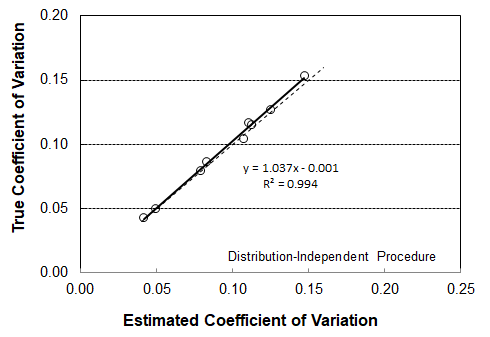 0.20
0.15
0.10
0.05
0.00
True Coefficient of Variation
y = 1.037x - 0.001
R² = 0.994
Distribution-Independent Procedure
0.00 0.05 0.10 0.15 0.20 0.25
Estimated Coefficient of Variation